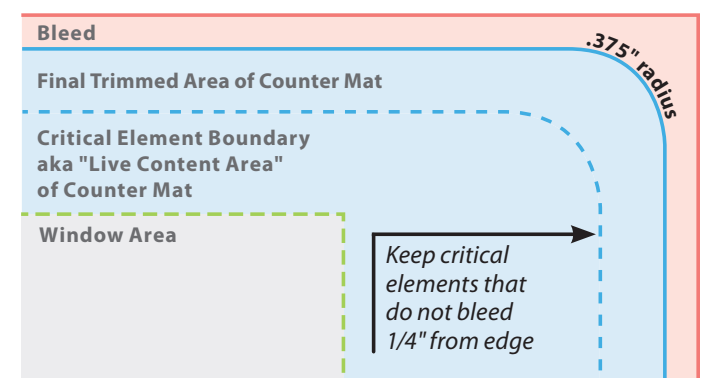 Bleed
.375" radius
Final Trimmed Area of Counter Mat
Critical Element Boundary
aka "Live Content Area"
of Counter Mat
Window Area
Keep critical
elements that
do not bleed
1/4" from edge